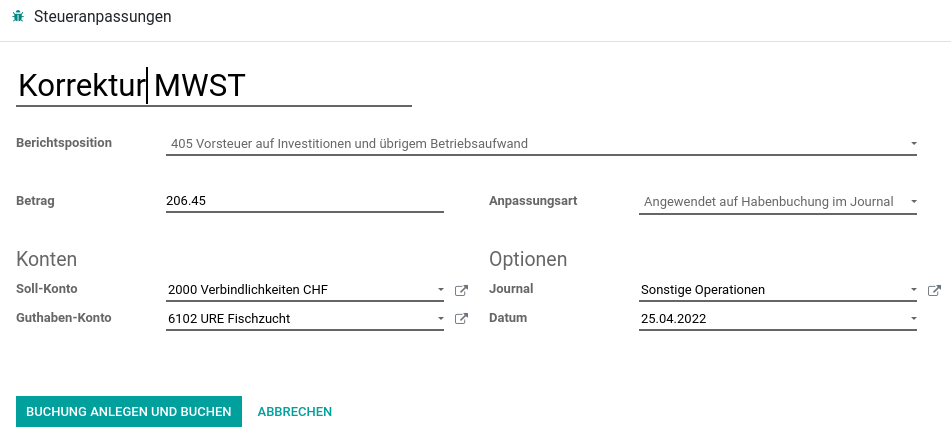 Steueranpassungen
Korrektur MWST
Berichtsposition 405 Vorsteuer auf Investitionen und übrigem Betriebsaufwand
Betrag 206.45 Anpassungsart Angewendet auf Habenbuchung im Journal
Konten Optionen
Soll-Konto 2000 Verbindlichkeiten CHF Journal Sonstige Operationen
Guthaben-Konto 6102 URE Fischzucht Datum 25.04.2022
BUCHUNG ANLEGEN UND BUCHEN ABBRECHEN